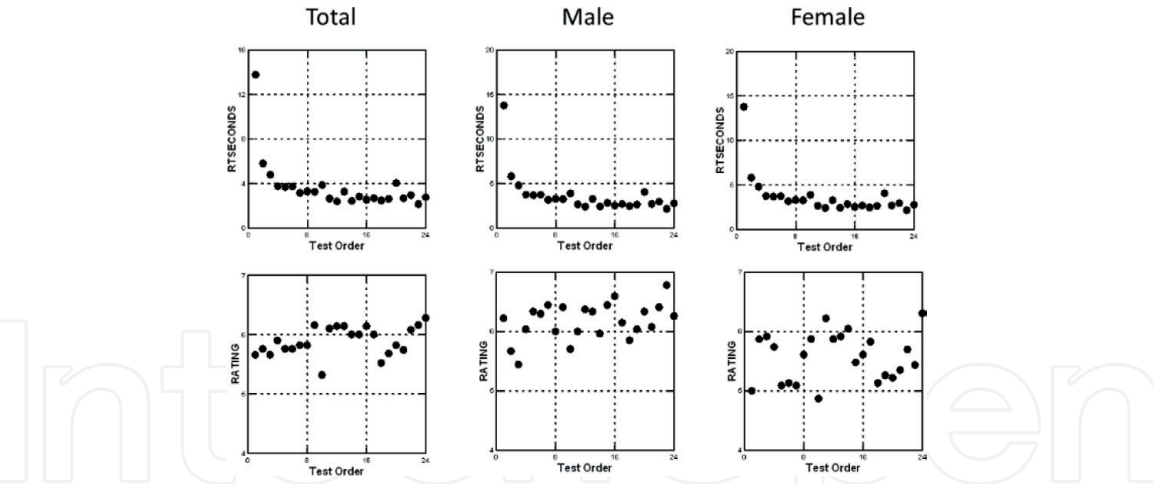 Total Male Female
16 20 20
12 15 15
8 10 10
4 5 5
0 0 0
RTSECONDS RTSECONDS RTSECONDS
0 8 16 24 0 8 16 24 0 8 16 24
Test Order Test Order Test Order
7 7 7
6 6 6
5 5 5
4 4 4
RATING RATING RATING
0 8 16 24 0 8 16 24 0 8 16 24
Test Order Test Order Test Order
IntechOpen